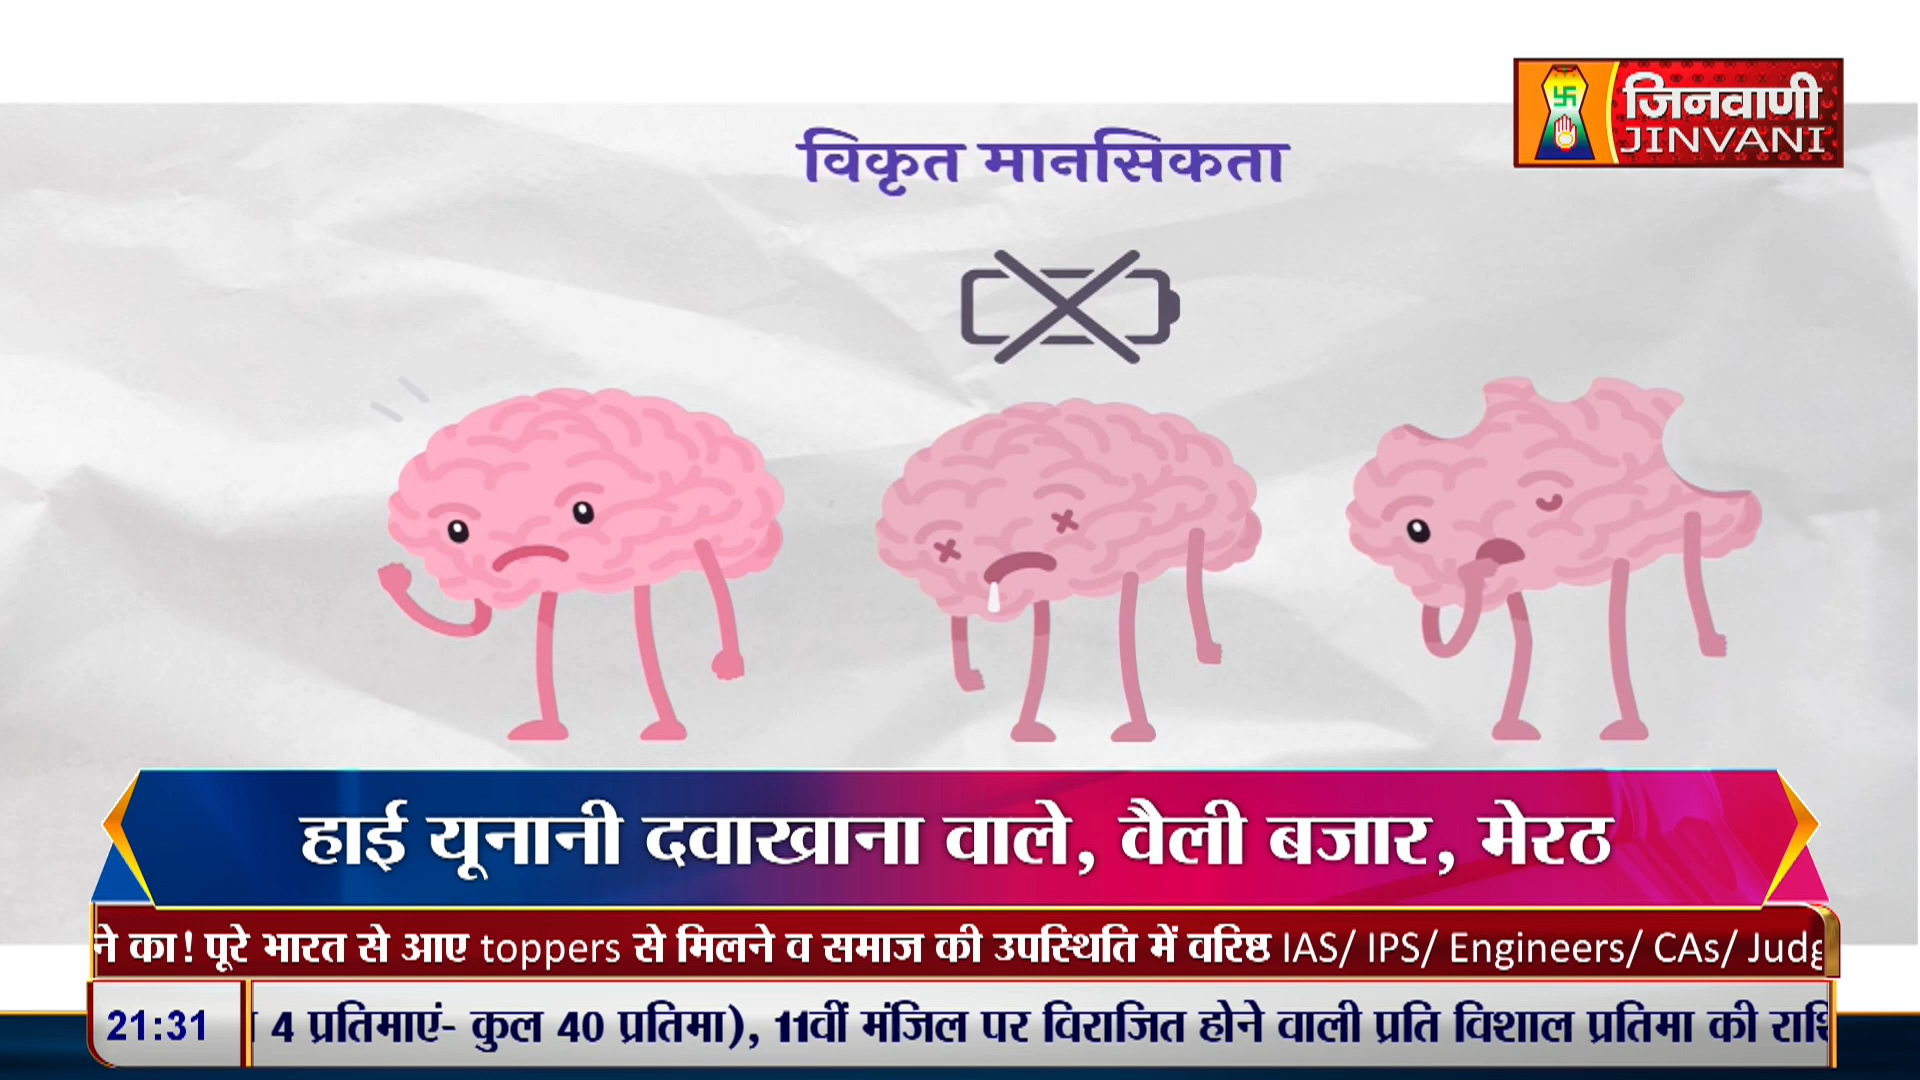 जिनवाणी
JINVANI
विकृत मानसिकता
हाई यूनानी दवाखाना वाले, वैली बजार, मेरठ
ने का! पूरे भारत से आए toppers से मिलने व समाज की उपस्थिति में वरिष्ठ IAS/ IPS/ Engineers/ CAs/
21:31
4 प्रतिमाएं- कुल 40 प्रतिमा), 11वीं मंजिल पर विराजित होने वाली प्रति विशाल प्रतिमा की